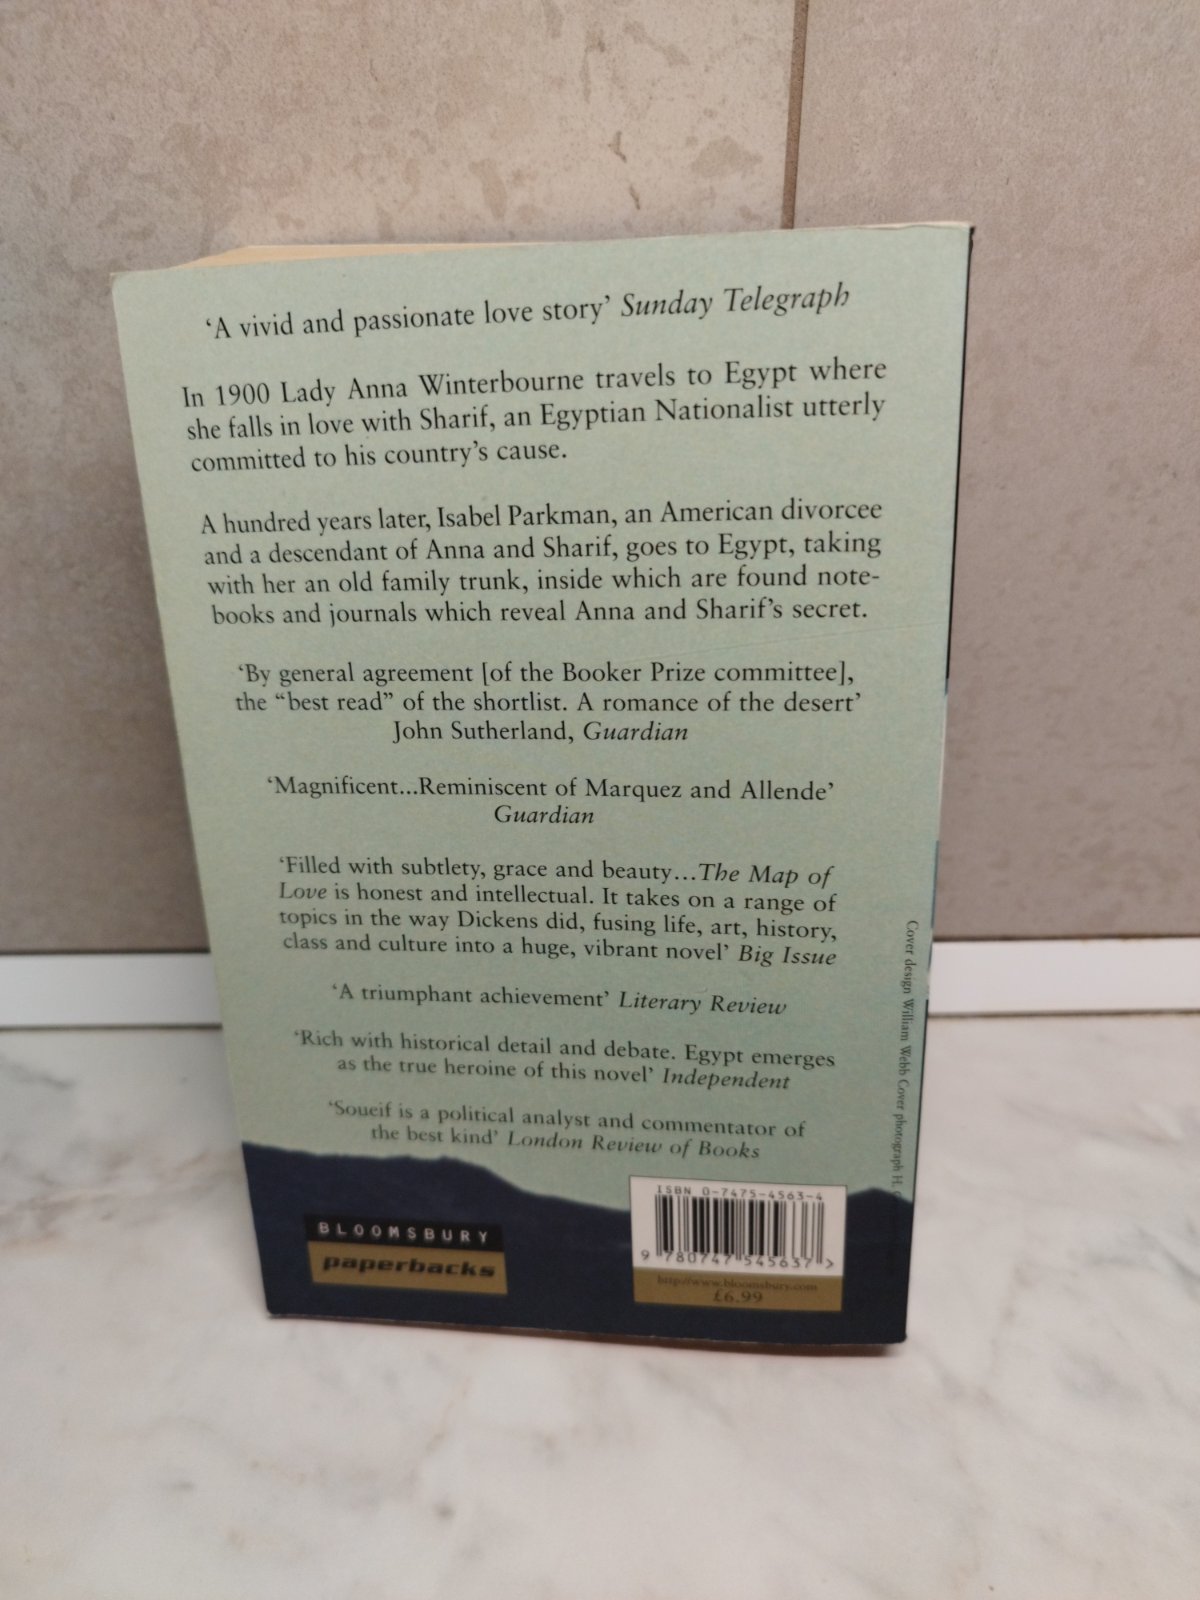 ‘A vivid and passionate love story’ Sunday Telegraph
In 1900 Lady Anna Winterbourne travels to Egypt where
she falls in love with Sharif, an Egyptian Nationalist utterly
committed to his country’s cause.
A hundred years later, Isabel Parkman, an American divorcee
and a descendant of Anna and Sharif, goes to Egypt, taking
with her an old family trunk, inside which are found note-
books and journals which reveal Anna and Sharif’s secret.
‘By general agreement [of the Booker Prize committee],
the “best read” of the shortlist. A romance of the desert’
John Sutherland, Guardian
‘Magnificent...Reminiscent of Marquez and Allende’
Guardian
‘Filled with subtlety, grace and beauty...The Map of
Love is honest and intellectual. It takes on a range of
topics in the way Dickens did, fusing life, art, history,
class and culture into a huge, vibrant novel’ Big Issue
‘A triumphant achievement’ Literary Review
‘Rich with historical detail and debate. Egypt emerges
as the true heroine of this novel’ Independent
‘Soueif is a political analyst and commentator of
the best kind’ London Review of Books
Cover design William Webb Cover photograph H.
BLOOMSBURY
paperbacks
ISBN 0-7475-4563-4
9 780747 545637 >
http://www.bloomsbury.com
£6.99